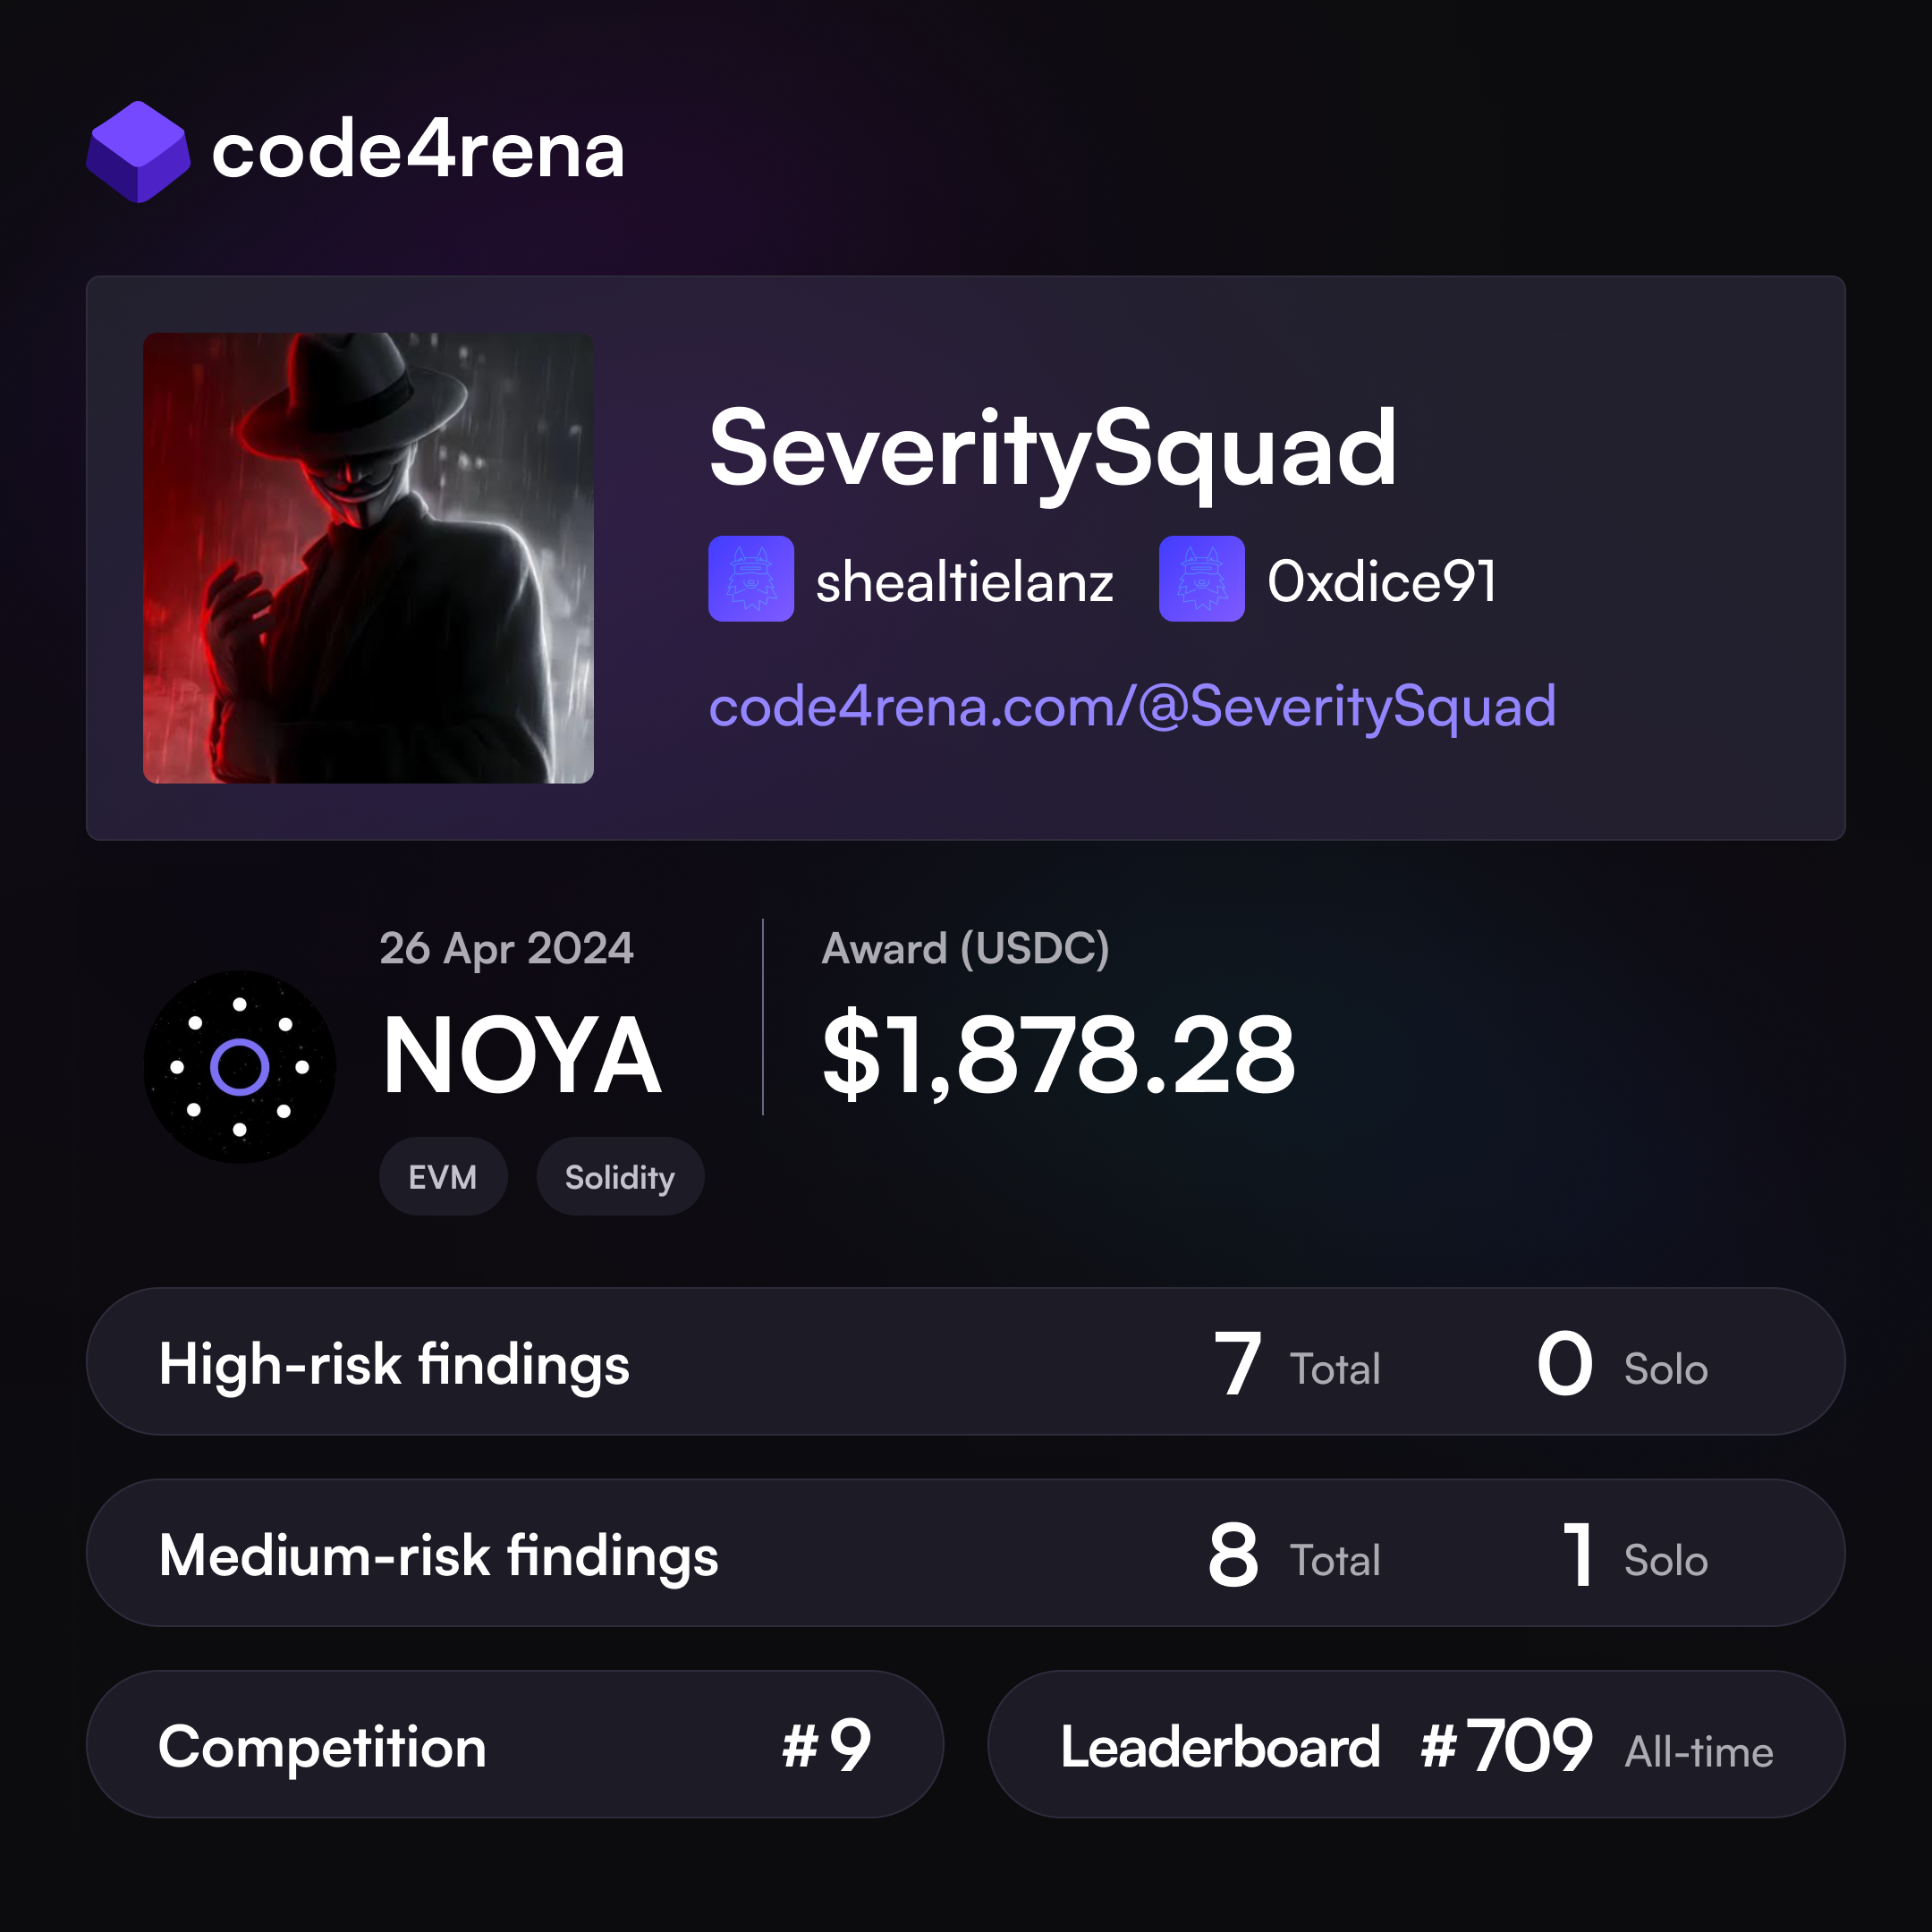 code4rena
SeveritySquad
shealtielanz 0xdice91
code4rena.com/@SeveritySquad
26 Apr 2024
NOYA
EVM Solidity
Award (USDC)
$1,878.28
High-risk findings 7 Total 0 Solo
Medium-risk findings 8 Total 1 Solo
Competition #9
Leaderboard #709 All-time